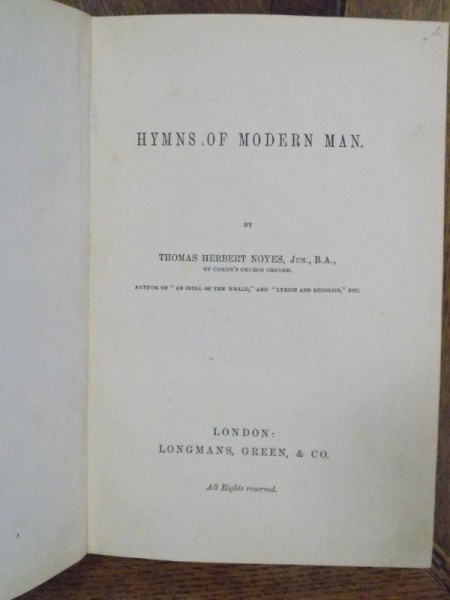 HYMNS OF MODERN MAN.
BY
THOMAS HERBERT NOYES, JUN., B.A.,
OF CHRIST'S CHURCH OXFORD.
AUTHOR OF "AN IDYLL OF THE WEALD," AND "LYRICS AND BUCOLICS," ETC.
LONDON:
LONGMANS, GREEN, & CO.
All Rights reserved.